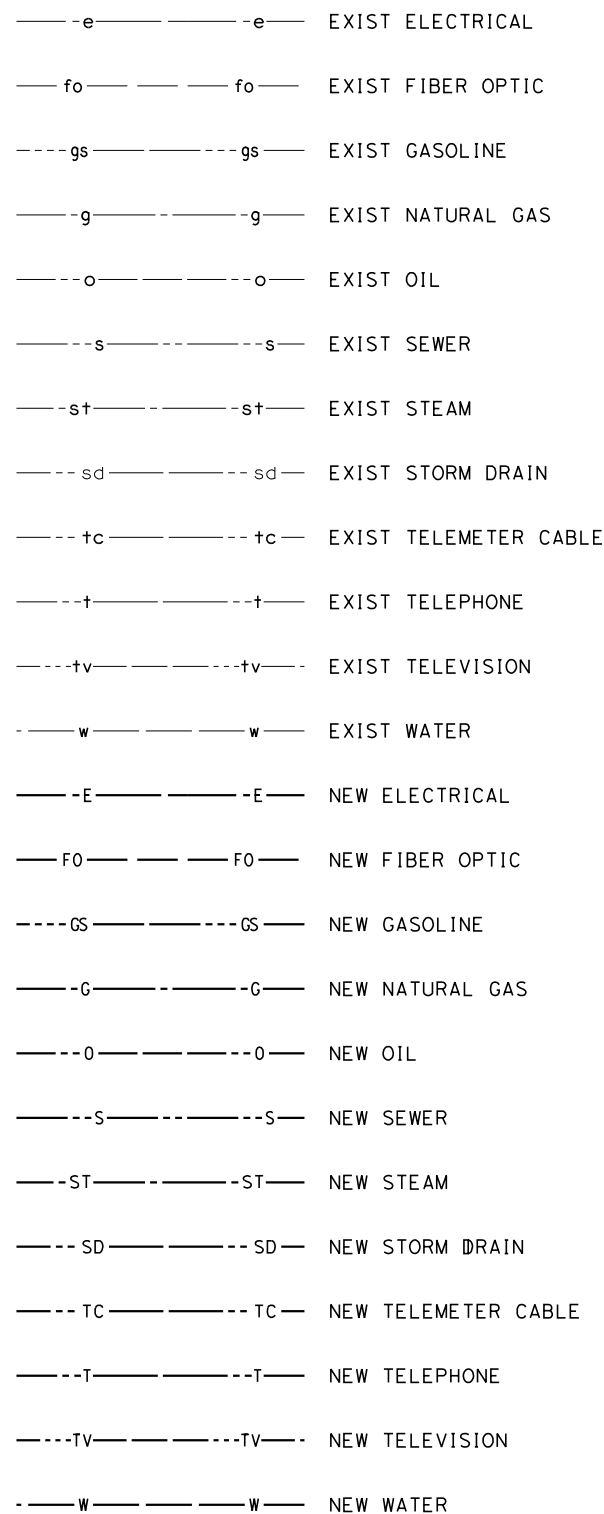 e e EXIST ELECTRICAL
fo fo EXIST FIBER OPTIC
gs gs EXIST GASOLINE
g g EXIST NATURAL GAS
o o EXIST OIL
s s EXIST SEWER
st st EXIST STEAM
sd sd EXIST STORM DRAIN
tc tc EXIST TELEMETER CABLE
t t EXIST TELEPHONE
tv tv EXIST TELEVISION
w w EXIST WATER
E E NEW ELECTRICAL
FO FO NEW FIBER OPTIC
GS GS NEW GASOLINE
G G NEW NATURAL GAS
O O NEW OIL
S S NEW SEWER
ST ST NEW STEAM
SD SD NEW STORM DRAIN
TC TC NEW TELEMETER CABLE
T T NEW TELEPHONE
TV TV NEW TELEVISION
W W NEW WATER